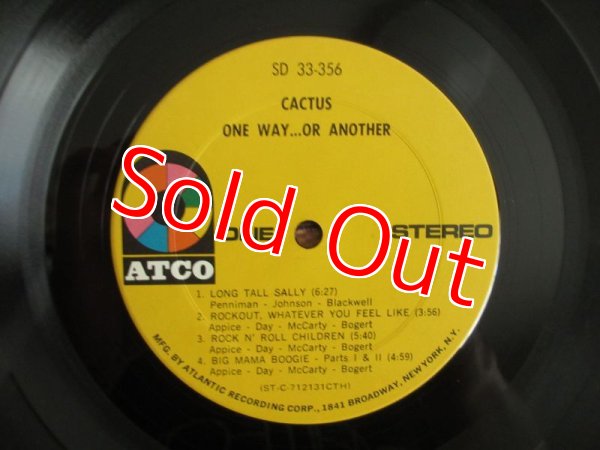 SD 33-356
CACTUS
ONE WAY...OR ANOTHER
Sold Out
ONE
STEREO
ATCO
1. LONG TALL SALLY (6:27)
Penniman - Johnson - Blackwell
2. ROCKOUT, WHATEVER YOU FEEL LIKE (3:56)
Appice - Day - McCarty - Bogert
3. ROCK N' ROLL CHILDREN (5:40)
Appice - Day - McCarty - Bogert
4. BIG MAMA BOOGIE - Parts I & II (4:59)
Appice - Day - McCarty - Bogert
(ST-C-712131CTH)
MFG. BY ATLANTIC RECORDING CORP., 1841 BROADWAY, NEW YORK, N.Y.